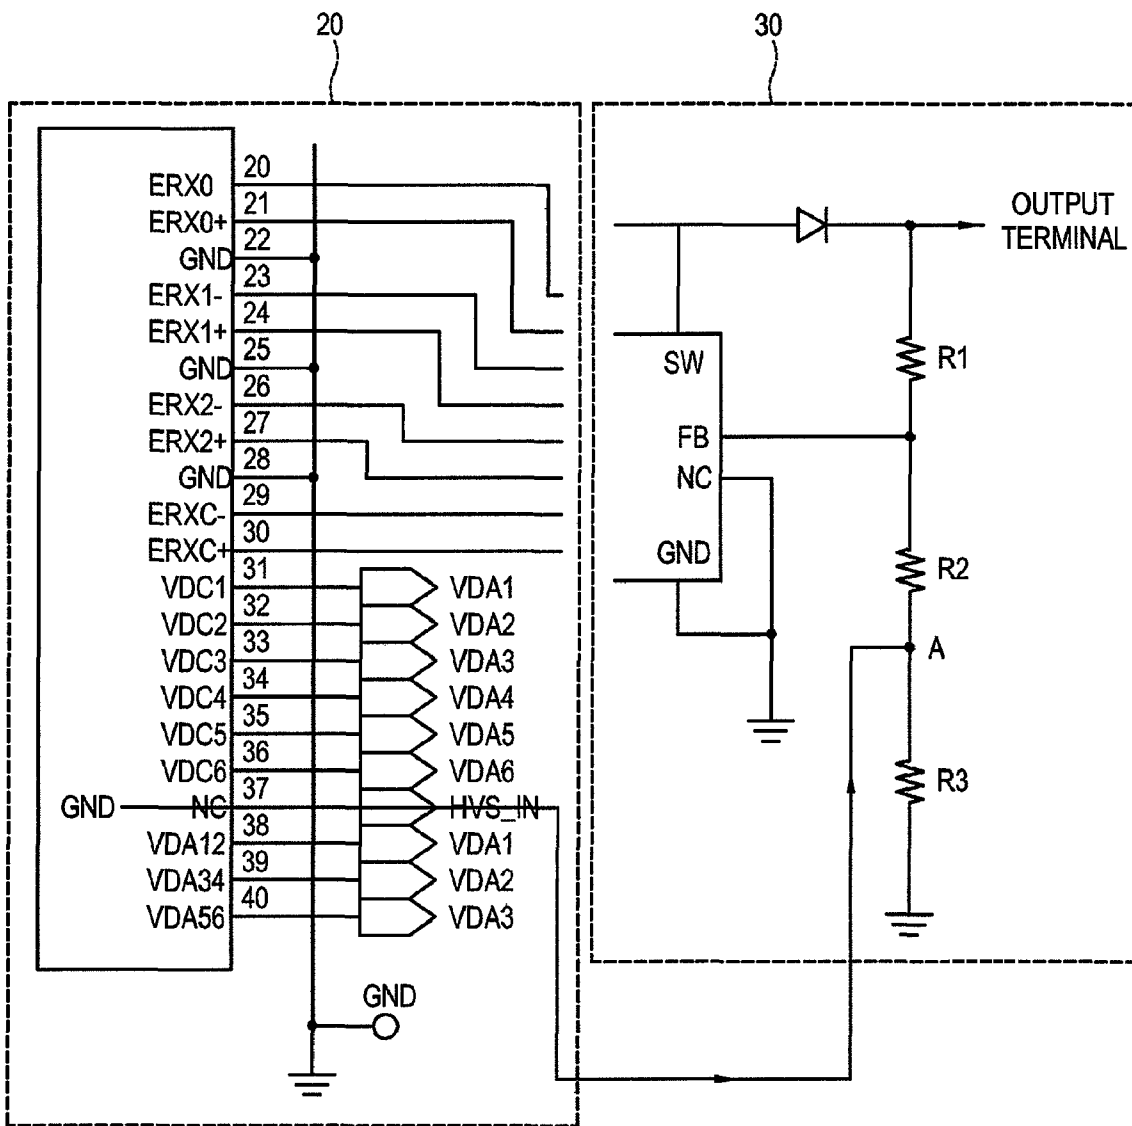 20
30
ERX0 20
ERX0+ 21
GND 22
ERX1- 23
ERX1+ 24
GND 25
ERX2- 26
ERX2+ 27
GND 28
ERXC- 29
ERXC+ 30
VDC1 31 VDA1
VDC2 32 VDA2
VDC3 33 VDA3
VDC4 34 VDA4
VDC5 35 VDA5
VDC6 36 VDA6
GND NC 37 HVS_IN
VDA12 38 VDA1
VDA34 39 VDA2
VDA56 40 VDA3
GND
OUTPUT
TERMINAL
SW
R1
FB
NC
GND
R2
A
R3